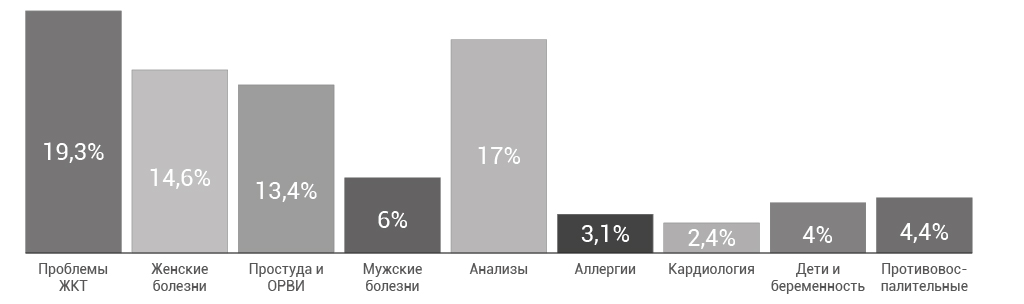 19,3%
14,6%
13,4%
6%
17%
3,1%
2,4%
4%
4,4%
Проблемы
ЖКТ
Женские
болезни
Простуда и
ОРВИ
Мужские
болезни
Анализы
Аллергии
Кардиология
Дети и
беременность
Противовос-
палительные